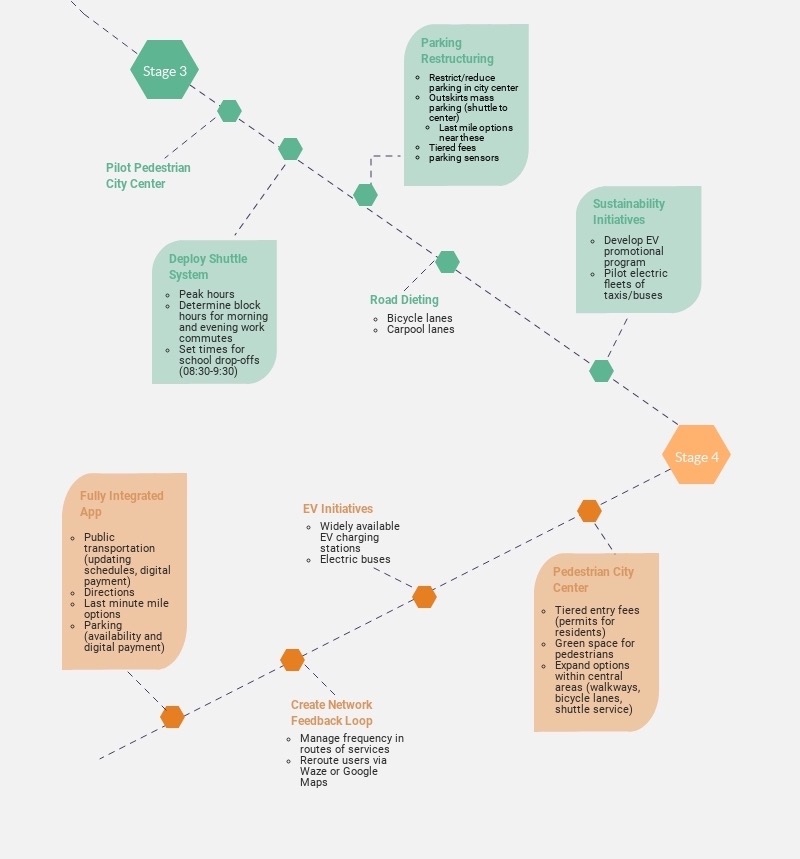 Stage 3
Pilot Pedestrian
City Center
Deploy Shuttle
System
Peak hours
Determine block
hours for morning
and evening work
commutes
Set times for
school drop-offs
(08:30-9:30)
Parking
Restructuring
Restrict/reduce
parking in city center
Outskirts mass
parking (shuttle to
center)
Last mile options
near these
Tiered fees
parking sensors
Road Dieting
Bicycle lanes
Carpool lanes
Sustainability
Initiatives
Develop EV
promotional
program
Pilot electric
fleets of
taxis/buses
Stage 4
Pedestrian City
Center
Tiered entry fees
(permits for
residents)
Green space for
pedestrians
Expand options
within central
areas (walkways,
bicycle lanes,
shuttle service)
EV Initiatives
Widely available
EV charging
stations
Electric buses
Create Network
Feedback Loop
Manage frequency in
routes of services
Reroute users via
Waze or Google
Maps
Fully Integrated
App
Public
transportation
(updating
schedules, digital
payment)
Directions
Last minute mile
options
Parking
(availability and
digital payment)